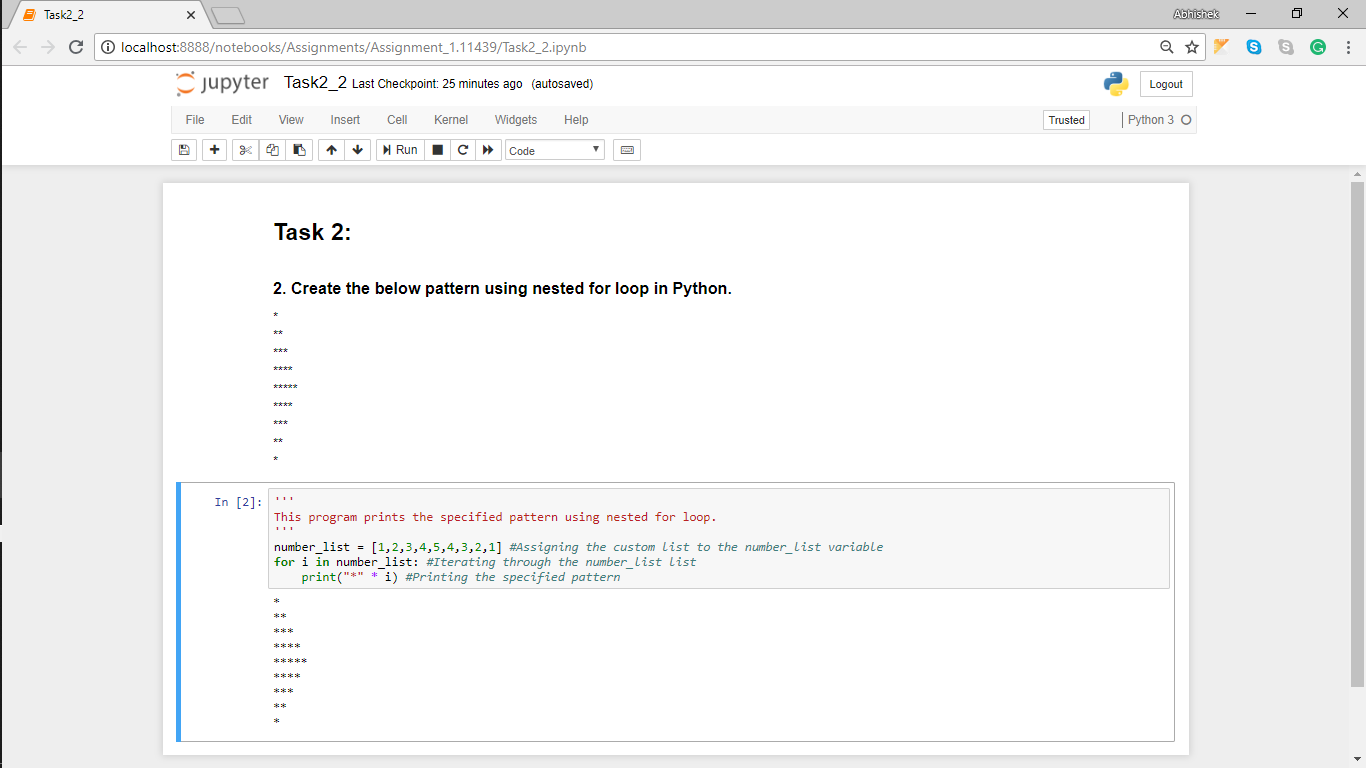 Task2_2
Abhishek
localhost:8888/notebooks/Assignments/Assignment_1.11439/Task2_2.ipynb
jupyter Task2_2 Last Checkpoint: 25 minutes ago (autosaved)
Logout
File Edit View Insert Cell Kernel Widgets Help
Trusted
Python 3
Run
Code
Task 2:
2. Create the below pattern using nested for loop in Python.
*
**
***
****
*****
****
***
**
*
In [2]:
'''
This program prints the specified pattern using nested for loop.
'''
number_list = [1,2,3,4,5,4,3,2,1] #Assigning the custom list to the number_list variable
for i in number_list: #Iterating through the number_list list
    print("*" * i) #Printing the specified pattern
*
**
***
****
*****
****
***
**
*